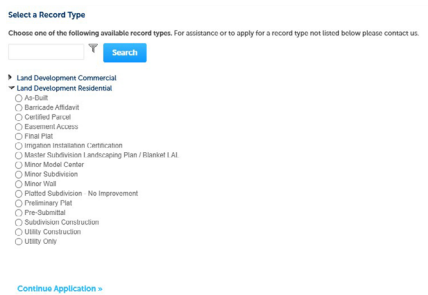 Select a Record Type
Choose one of the following available record types. For assistance or to apply for a record type not listed below please contact us.
Search
Land Development Commercial
Land Development Residential
As-Built
Barricade Affidavit
Certified Parcel
Easement Access
Final Plat
Irrigation Installation Certification
Master Subdivision Landscaping Plan / Blanket LAL
Minor Model Center
Minor Subdivision
Minor Wall
Platted Subdivision - No Improvement
Preliminary Plat
Pre-Submittal
Subdivision Construction
Utility Construction
Utility Only
Continue Application »